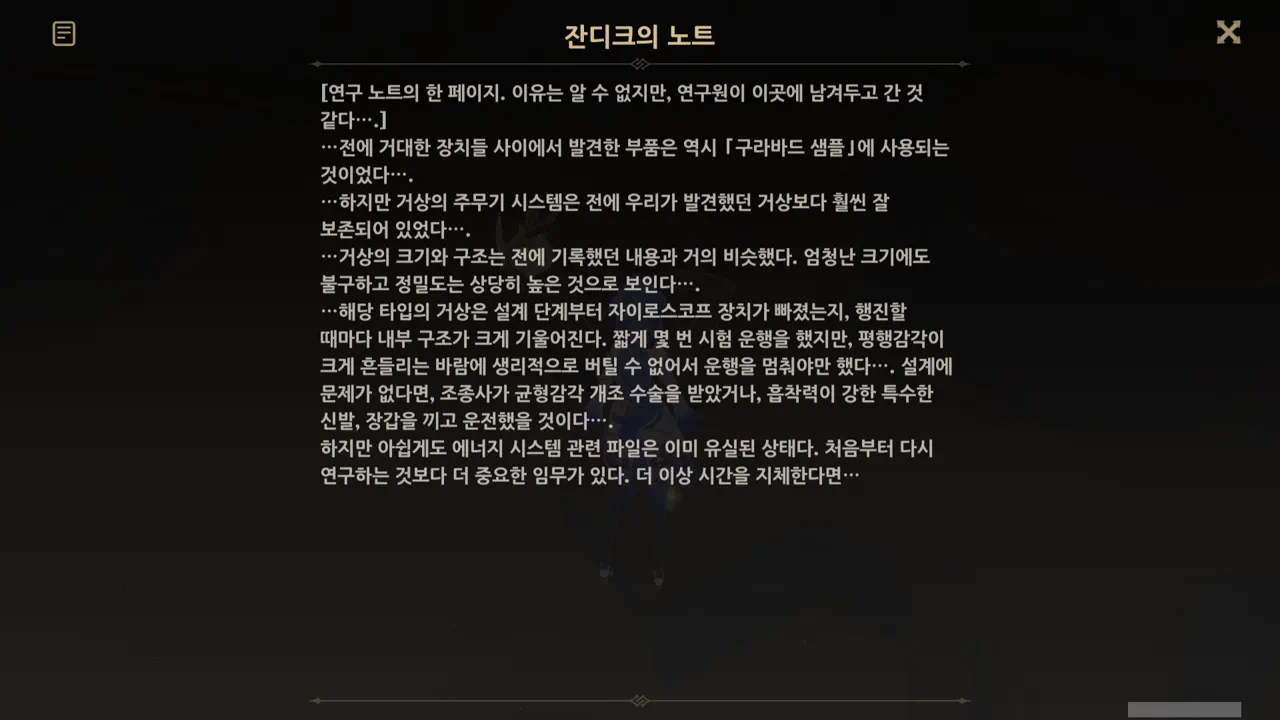 잔디크의 노트
[연구 노트의 한 페이지. 이유는 알 수 없지만, 연구원이 이곳에 남겨두고 간 것
같다….]
…전에 거대한 장치들 사이에서 발견한 부품은 역시 「구라바드 샘플」에 사용되는
것이었다….
…하지만 거상의 주무기 시스템은 전에 우리가 발견했던 거상보다 훨씬 잘
보존되어 있었다….
…거상의 크기와 구조는 전에 기록했던 내용과 거의 비슷했다. 엄청난 크기에도
불구하고 정밀도는 상당히 높은 것으로 보인다….
…해당 타입의 거상은 설계 단계부터 자이로스코프 장치가 빠졌는지, 행진할
때마다 내부 구조가 크게 기울어진다. 짧게 몇 번 시험 운행을 했지만, 평행감각이
크게 흔들리는 바람에 생리적으로 버틸 수 없어서 운행을 멈춰야만 했다…. 설계에
문제가 없다면, 조종사가 균형감각 개조 수술을 받았거나, 흡착력이 강한 특수한
신발, 장갑을 끼고 운전했을 것이다….
하지만 아쉽게도 에너지 시스템 관련 파일은 이미 유실된 상태다. 처음부터 다시
연구하는 것보다 더 중요한 임무가 있다. 더 이상 시간을 지체한다면…